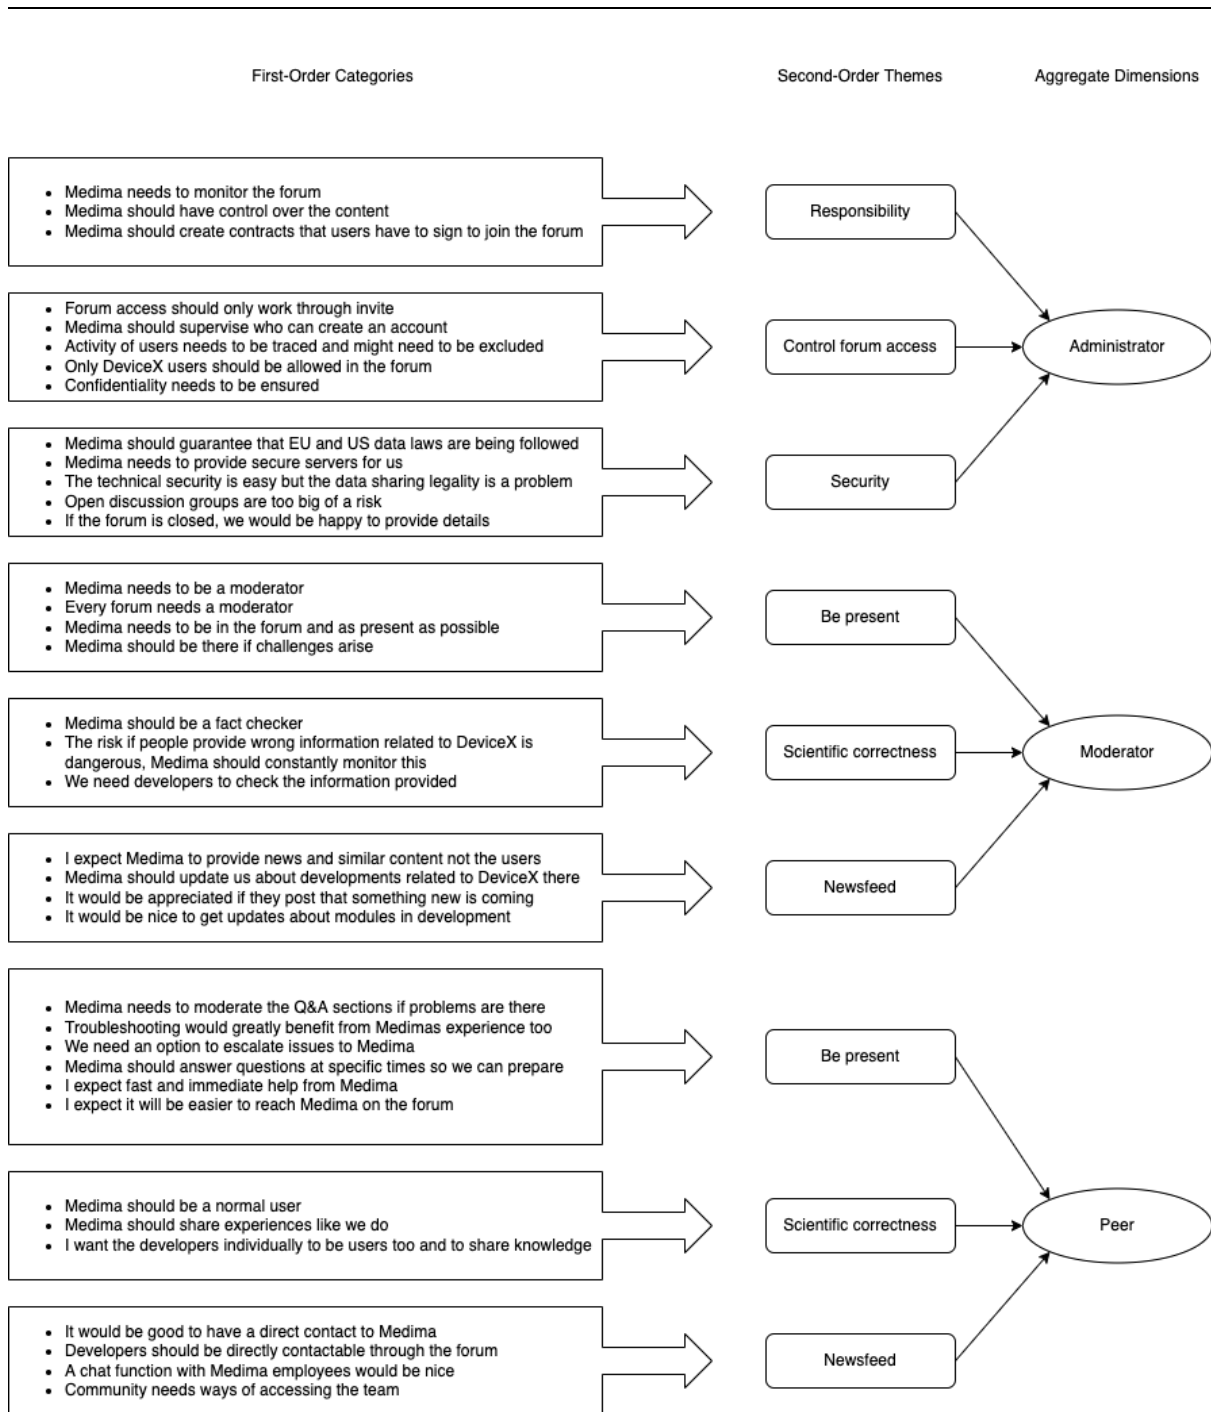 First-Order Categories
Second-Order Themes
Aggregate Dimensions
Medima needs to monitor the forum
Medima should have control over the content
Medima should create contracts that users have to sign to join the forum
Responsibility
Forum access should only work through invite
Medima should supervise who can create an account
Activity of users needs to be traced and might need to be excluded
Only DeviceX users should be allowed in the forum
Confidentiality needs to be ensured
Control forum access
Administrator
Medima should guarantee that EU and US data laws are being followed
Medima needs to provide secure servers for us
The technical security is easy but the data sharing legality is a problem
Open discussion groups are too big of a risk
If the forum is closed, we would be happy to provide details
Security
Medima needs to be a moderator
Every forum needs a moderator
Medima needs to be in the forum and as present as possible
Medima should be there if challenges arise
Be present
Medima should be a fact checker
The risk if people provide wrong information related to DeviceX is
dangerous, Medima should constantly monitor this
We need developers to check the information provided
Scientific correctness
Moderator
I expect Medima to provide news and similar content not the users
Medima should update us about developments related to DeviceX there
It would be appreciated if they post that something new is coming
It would be nice to get updates about modules in development
Newsfeed
Medima needs to moderate the Q&A sections if problems are there
Troubleshooting would greatly benefit from Medimas experience too
We need an option to escalate issues to Medima
Medima should answer questions at specific times so we can prepare
I expect fast and immediate help from Medima
I expect it will be easier to reach Medima on the forum
Be present
Medima should be a normal user
Medima should share experiences like we do
I want the developers individually to be users too and to share knowledge
Scientific correctness
Peer
It would be good to have a direct contact to Medima
Developers should be directly contactable through the forum
A chat function with Medima employees would be nice
Community needs ways of accessing the team
Newsfeed